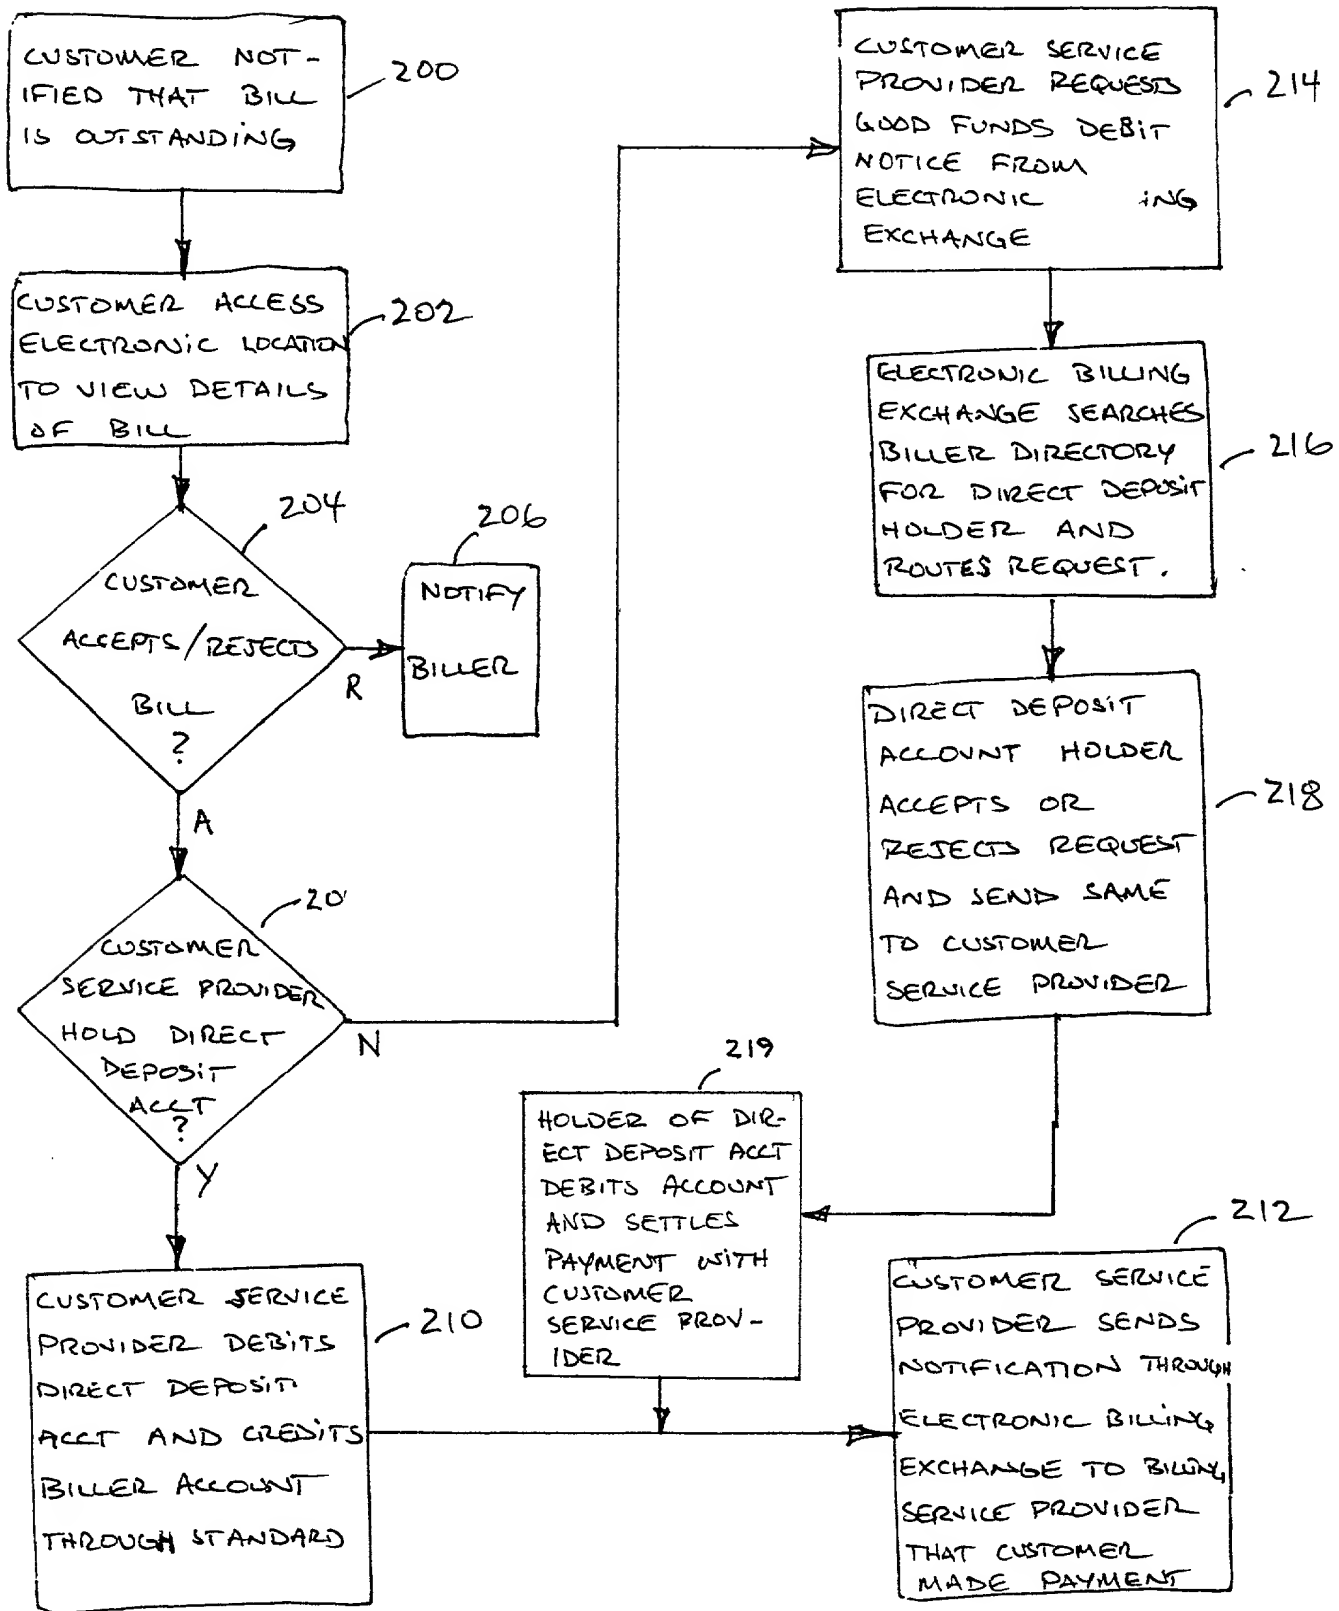 CUSTOMER NOT-
IFIED THAT BILL
IS OUTSTANDING
200
CUSTOMER ACCESS
ELECTRONIC LOCATION
TO VIEW DETAILS
OF BILL
202
204
CUSTOMER
ACCEPTS/REJECTS
BILL
?
R
A
206
NOTIFY
BILLER
20
CUSTOMER
SERVICE PROVIDER
HOLD DIRECT
DEPOSIT
ACCT
?
N
Y
CUSTOMER SERVICE
PROVIDER DEBITS
DIRECT DEPOSIT
ACCT AND CREDITS
BILLER ACCOUNT
THROUGH STANDARD
210
CUSTOMER SERVICE
PROVIDER REQUESTS
GOOD FUNDS DEBIT
NOTICE FROM
ELECTRONIC ING
EXCHANGE
214
ELECTRONIC BILLING
EXCHANGE SEARCHES
BILLER DIRECTORY
FOR DIRECT DEPOSIT
HOLDER AND
ROUTES REQUEST.
216
DIRECT DEPOSIT
ACCOUNT HOLDER
ACCEPTS OR
REJECTS REQUEST
AND SEND SAME
TO CUSTOMER
SERVICE PROVIDER
218
219
HOLDER OF DIR-
ECT DEPOSIT ACCT
DEBITS ACCOUNT
AND SETTLES
PAYMENT WITH
CUSTOMER
SERVICE PROV-
IDER
212
CUSTOMER SERVICE
PROVIDER SENDS
NOTIFICATION THROUGH
ELECTRONIC BILLING
EXCHANGE TO BILLING
SERVICE PROVIDER
THAT CUSTOMER
MADE PAYMENT